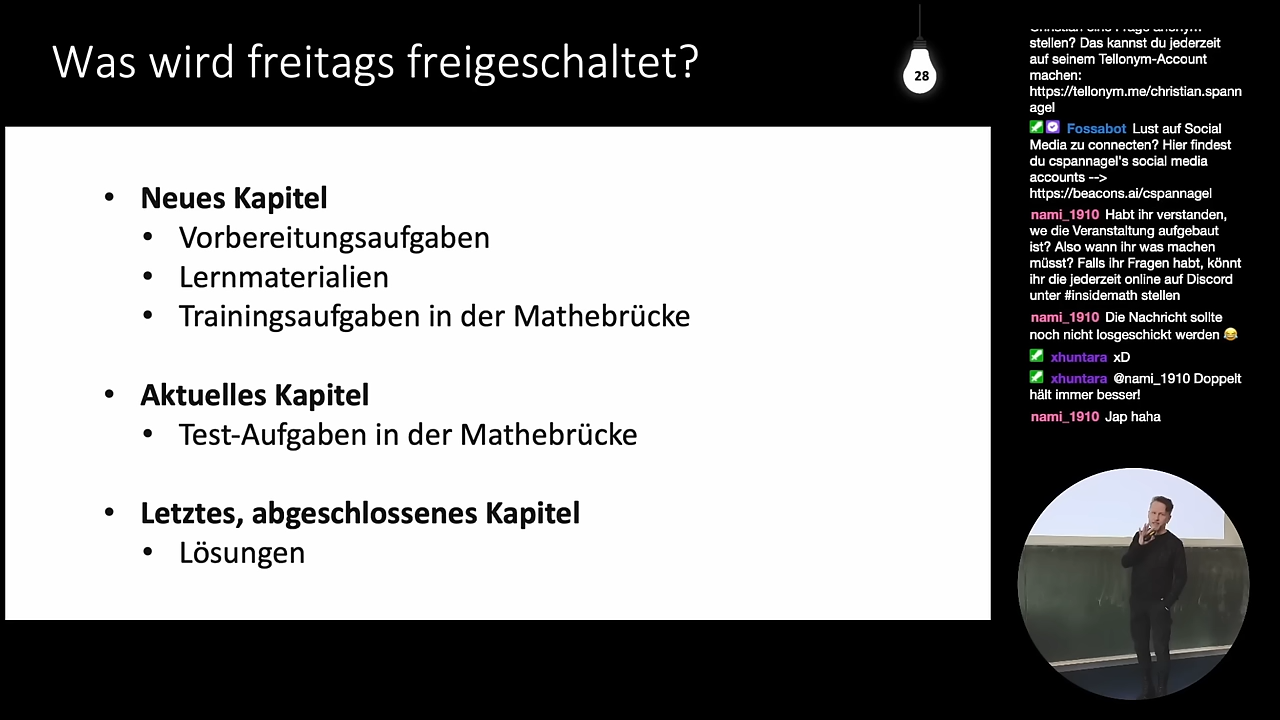 Was wird freitags freigeschaltet?
28
• Neues Kapitel
• Vorbereitungsaufgaben
• Lernmaterialien
• Trainingsaufgaben in der Mathebrücke
• Aktuelles Kapitel
• Test-Aufgaben in der Mathebrücke
• Letztes, abgeschlossenes Kapitel
• Lösungen
Christian eine Frage anonym
stellen? Das kannst du jederzeit
auf seinem Tellonym-Account
machen:
https://tellonym.me/christian.spann
agel
Fossabot Lust auf Social
Media zu connecten? Hier findest
du cspannagel's social media
accounts -->
https://beacons.ai/cspannagel
nami_1910 Habt ihr verstanden,
we die Veranstaltung aufgebaut
ist? Also wann ihr was machen
müsst? Falls ihr Fragen habt, könnt
ihr die jederzeit online auf Discord
unter #insidemath stellen
nami_1910 Die Nachricht sollte
noch nicht losgeschickt werden 😂
xhuntara xD
xhuntara @nami_1910 Doppelt
hält immer besser!
nami_1910 Jap haha